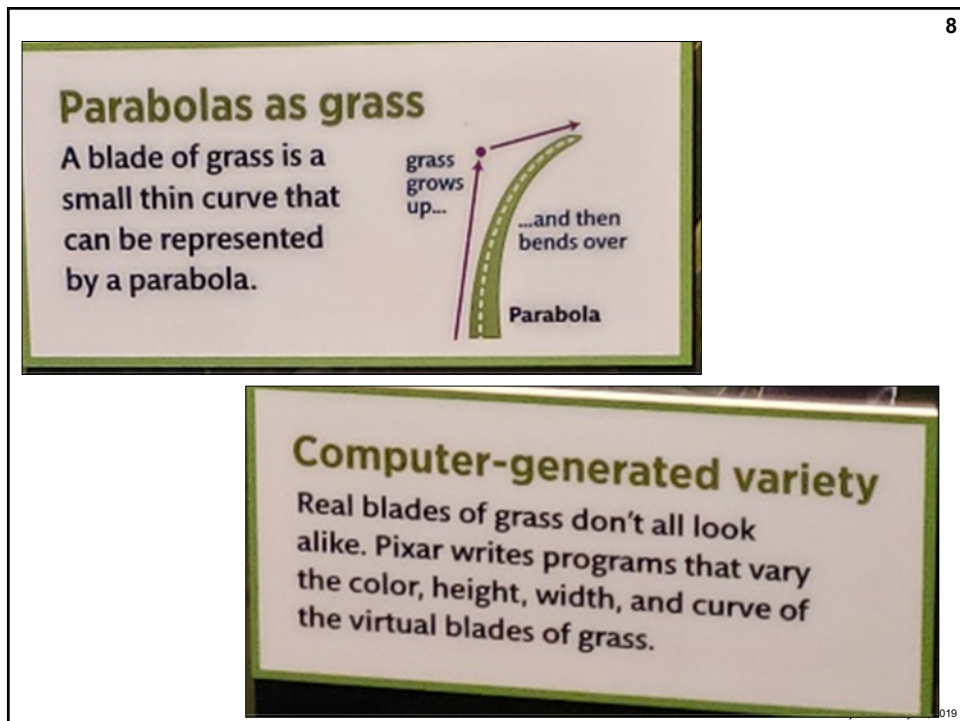 8
Parabolas as grass
A blade of grass is a
small thin curve that
can be represented
by a parabola.
grass
grows
up...
...and then
bends over
Parabola
Computer-generated variety
Real blades of grass don't all look
alike. Pixar writes programs that vary
the color, height, width, and curve of
the virtual blades of grass.